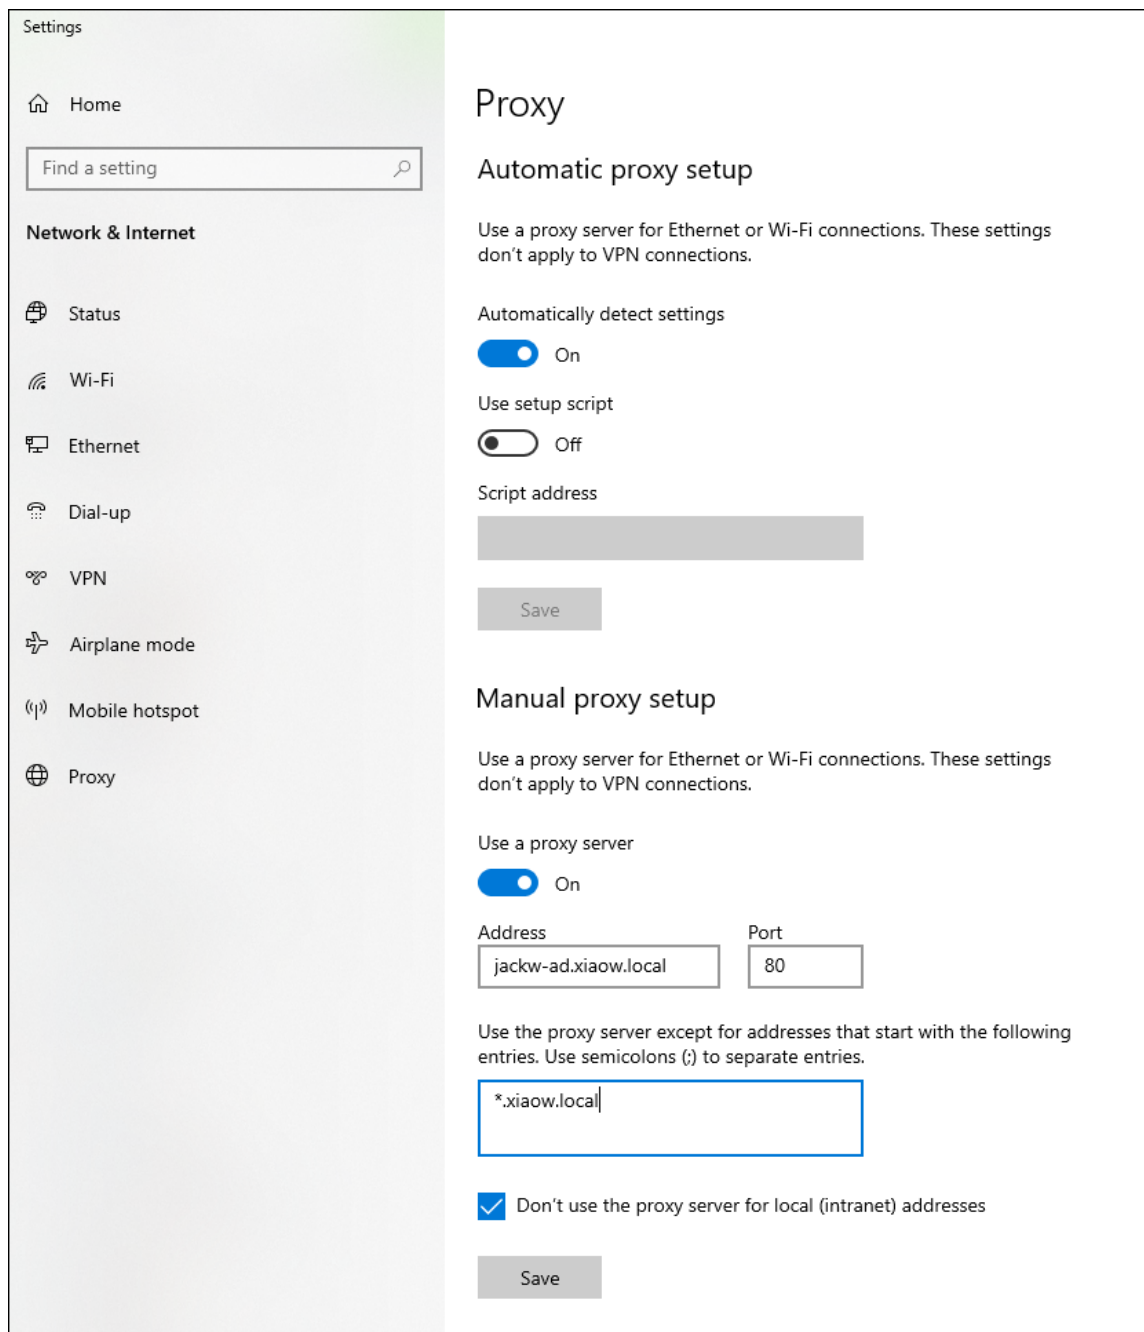 Settings
Home
Find a setting
Network & Internet
Status
Wi-Fi
Ethernet
Dial-up
VPN
Airplane mode
Mobile hotspot
Proxy
Proxy
Automatic proxy setup
Use a proxy server for Ethernet or Wi-Fi connections. These settings
don't apply to VPN connections.
Automatically detect settings
On
Use setup script
Off
Script address
Save
Manual proxy setup
Use a proxy server for Ethernet or Wi-Fi connections. These settings
don't apply to VPN connections.
Use a proxy server
On
Address Port
jackw-ad.xiaow.local 80
Use the proxy server except for addresses that start with the following
entries. Use semicolons (;) to separate entries.
*.xiaow.local
Don't use the proxy server for local (intranet) addresses
Save